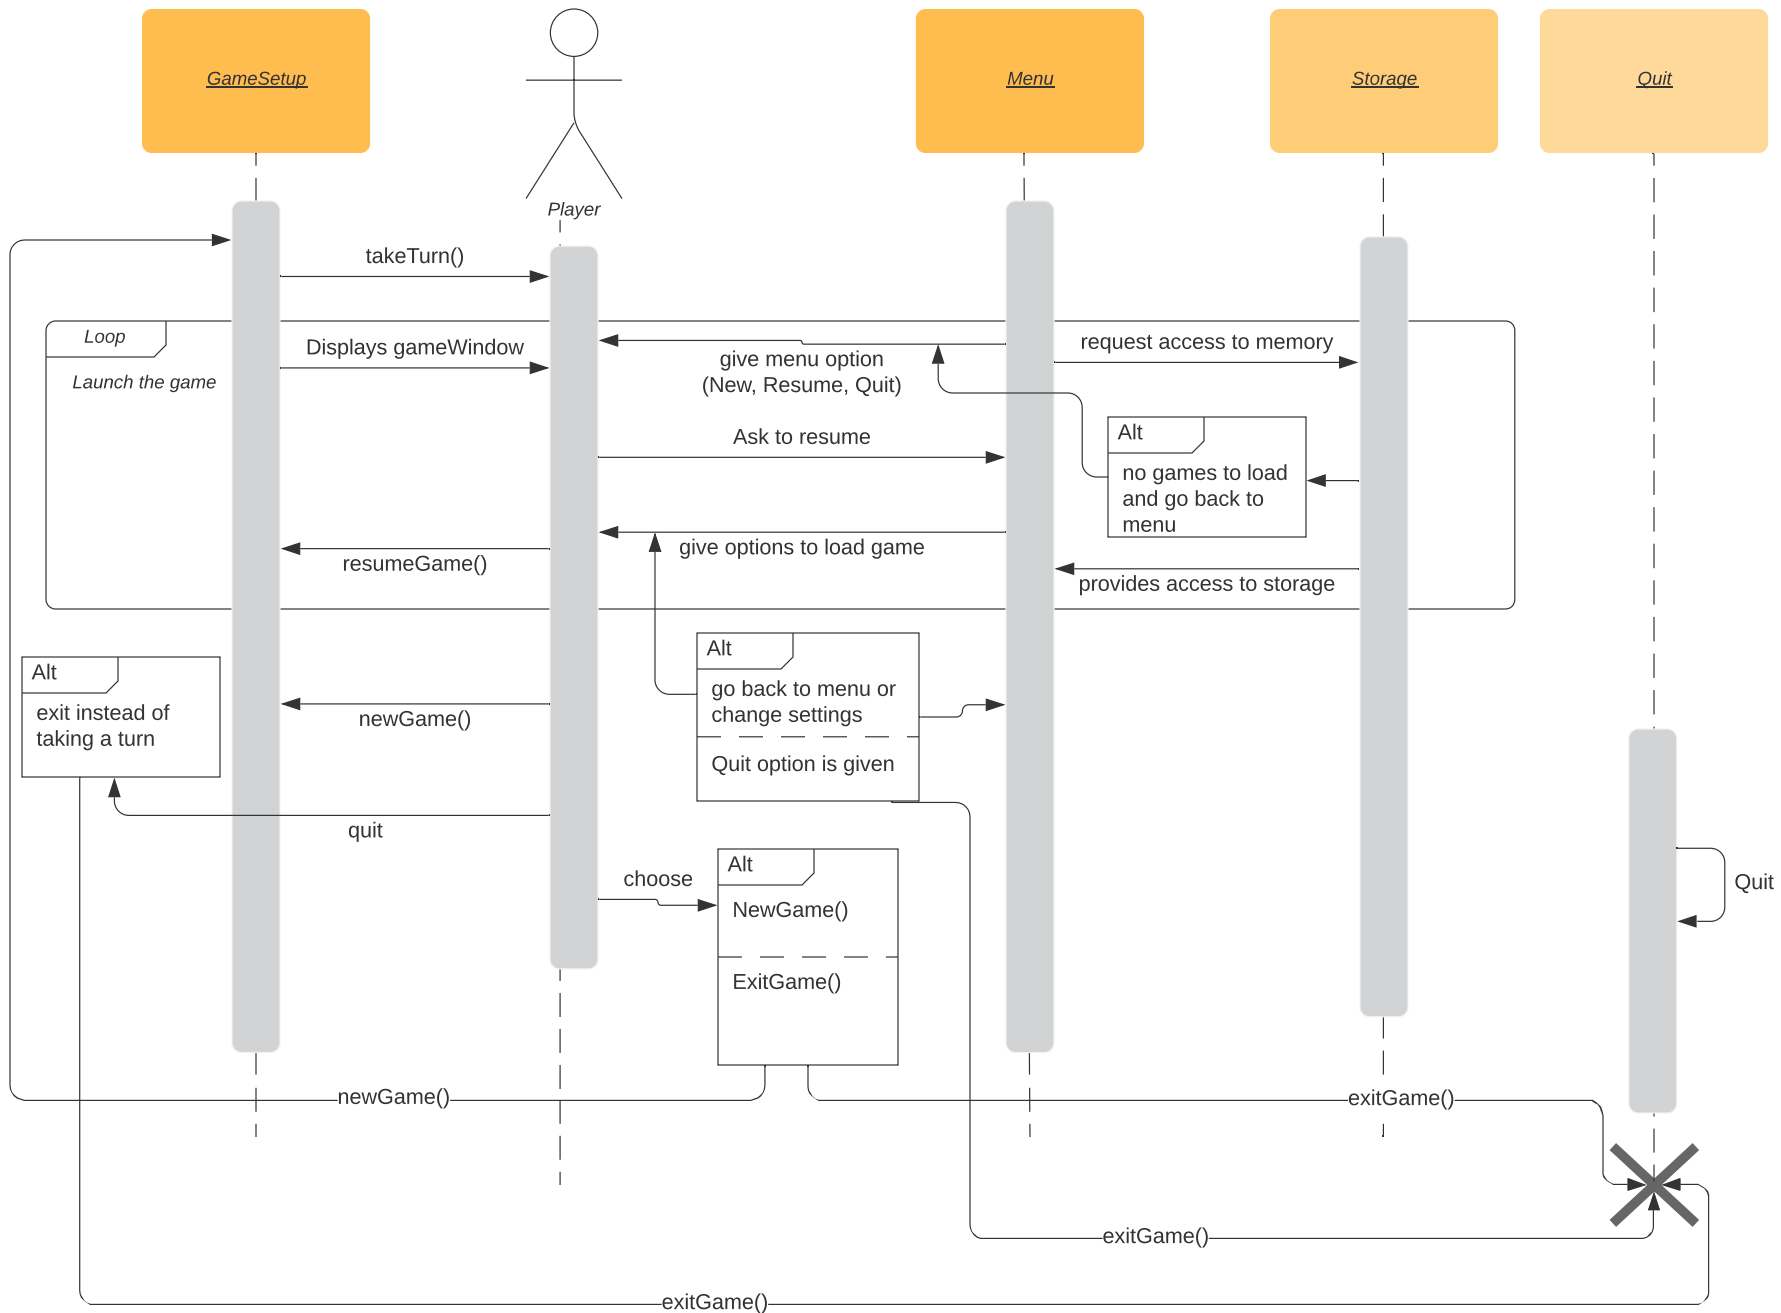 GameSetup
Menu
Storage
Quit
Player
takeTurn()
Loop
Displays gameWindow
request access to memory
give menu option
(New, Resume, Quit)
Launch the game
Ask to resume
Alt
no games to load
and go back to
menu
give options to load game
resumeGame()
provides access to storage
Alt
go back to menu or
change settings
Quit option is given
Alt
exit instead of
taking a turn
newGame()
quit
choose
Alt
NewGame()
ExitGame()
Quit
newGame()
exitGame()
exitGame()
exitGame()